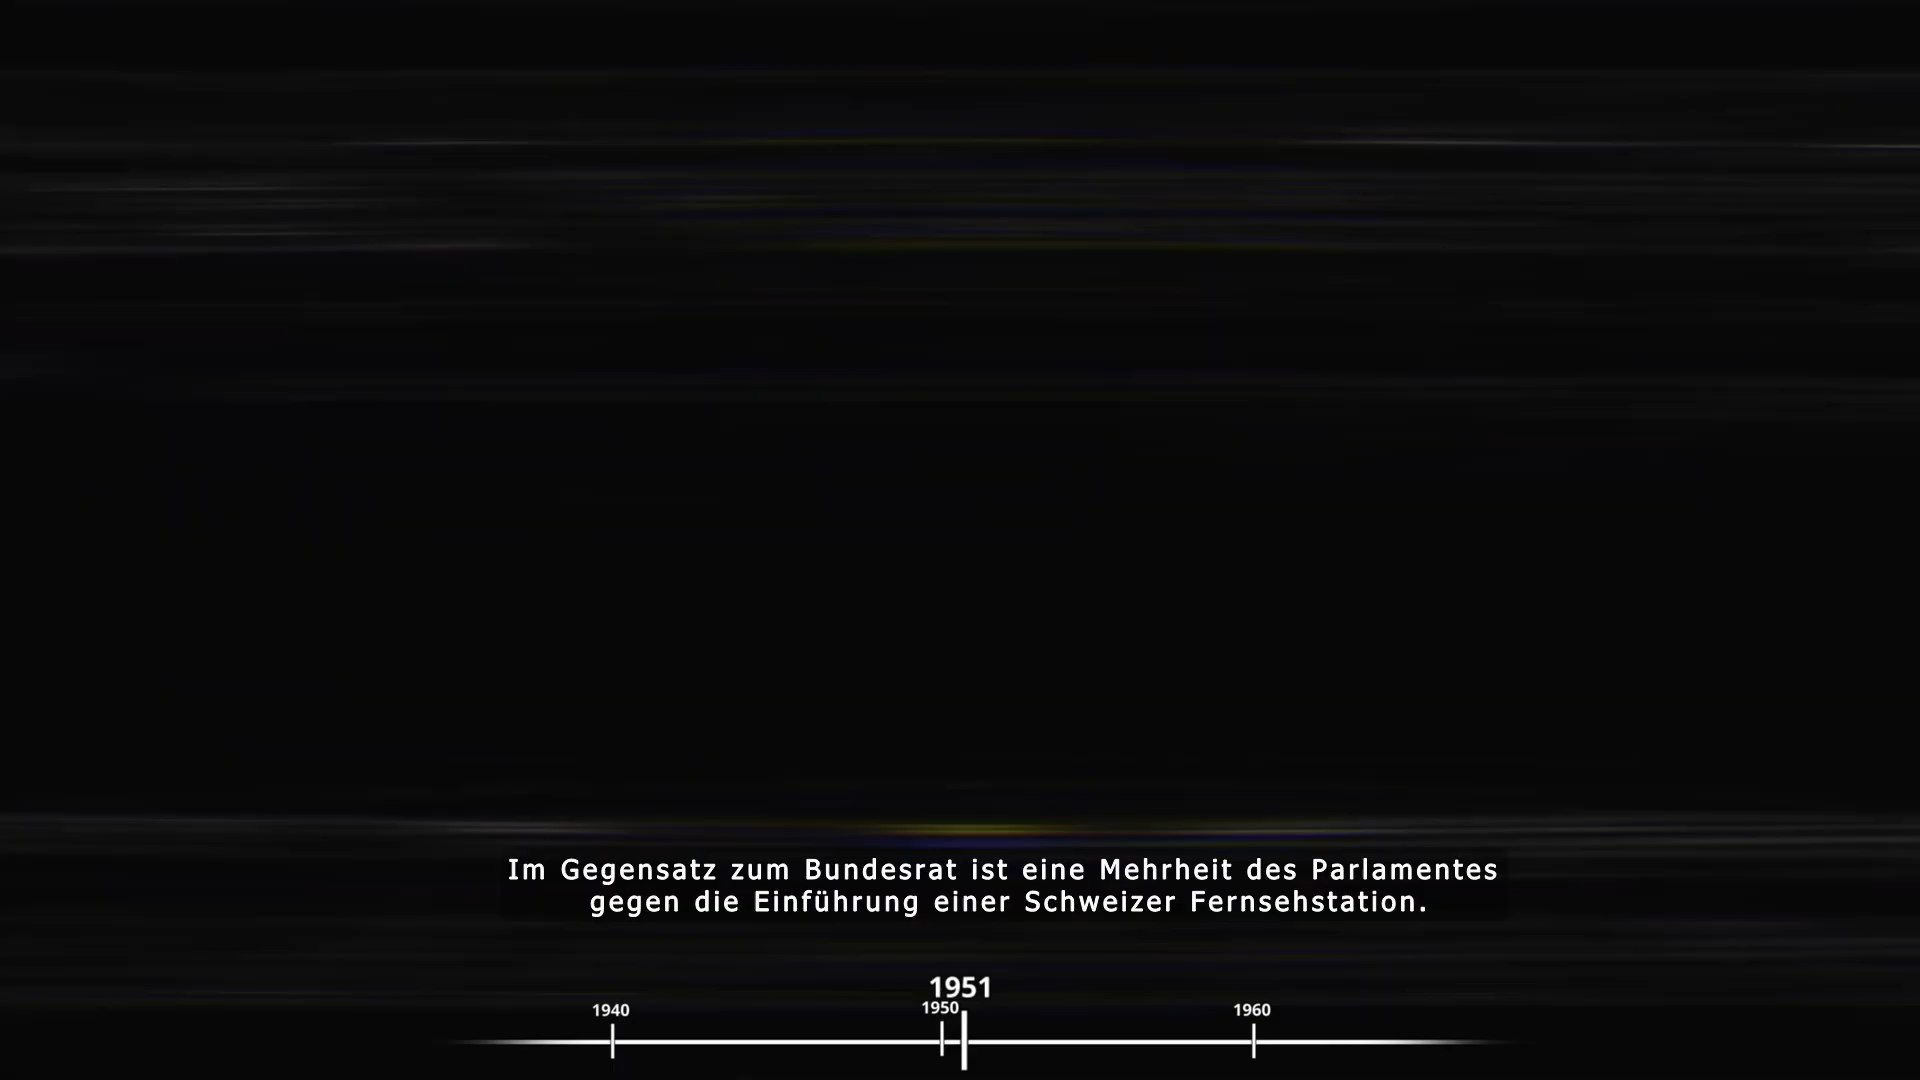 Im Gegensatz zum Bundesrat ist eine Mehrheit des Parlamentes
gegen die Einführung einer Schweizer Fernsehstation.
1951
1940
1950
1960